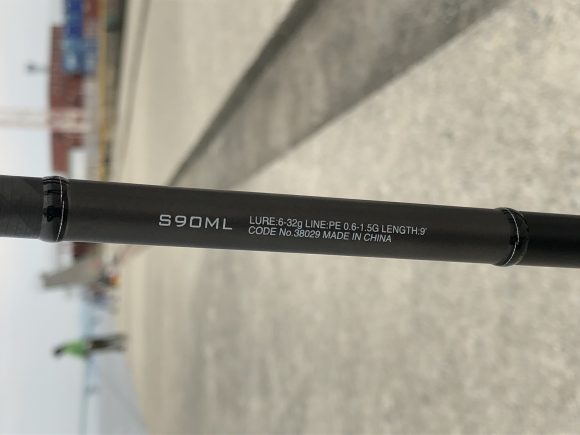 S90ML
LURE:6-32g LINE:PE 0.6-1.5G LENGTH:9'
CODE No.38029 MADE IN CHINA